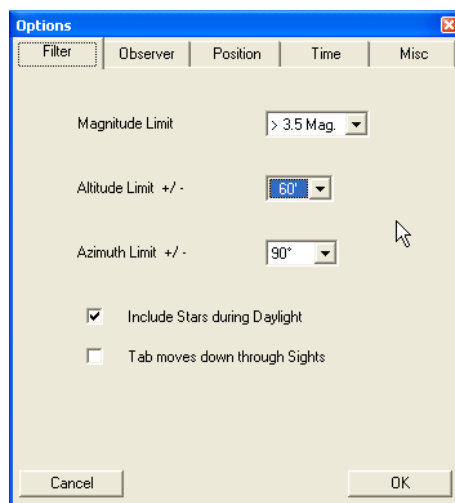 Options
Filter Observer Position Time Misc
Magnitude Limit > 3.5 Mag.
Altitude Limit +/- 60'
Azimuth Limit +/- 90°
Include Stars during Daylight
Tab moves down through Sights
Cancel OK